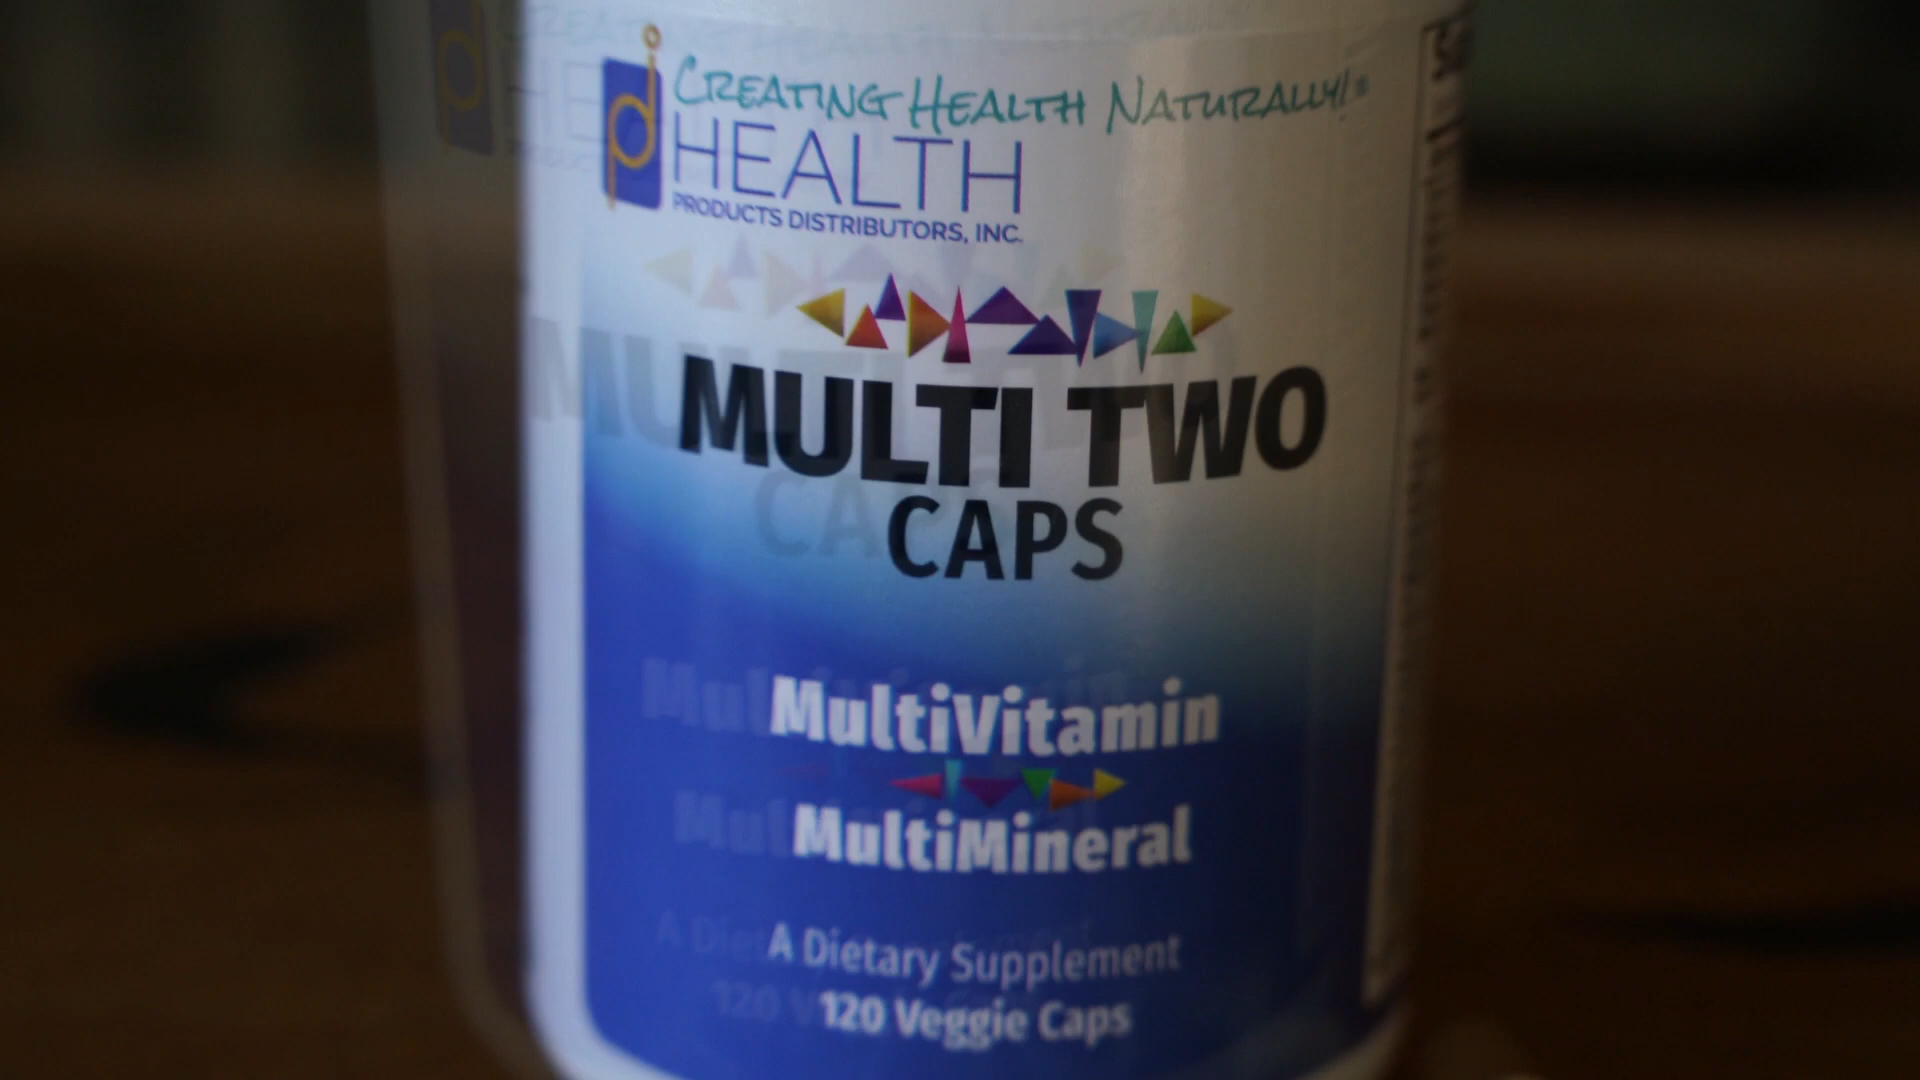 CREATING HEALTH NATURALLY!
HEALTH
PRODUCTS DISTRIBUTORS, INC.
MULTI TWO
CAPS
MultiVitamin
MultiMineral
A Dietary Supplement
120 Veggie Caps